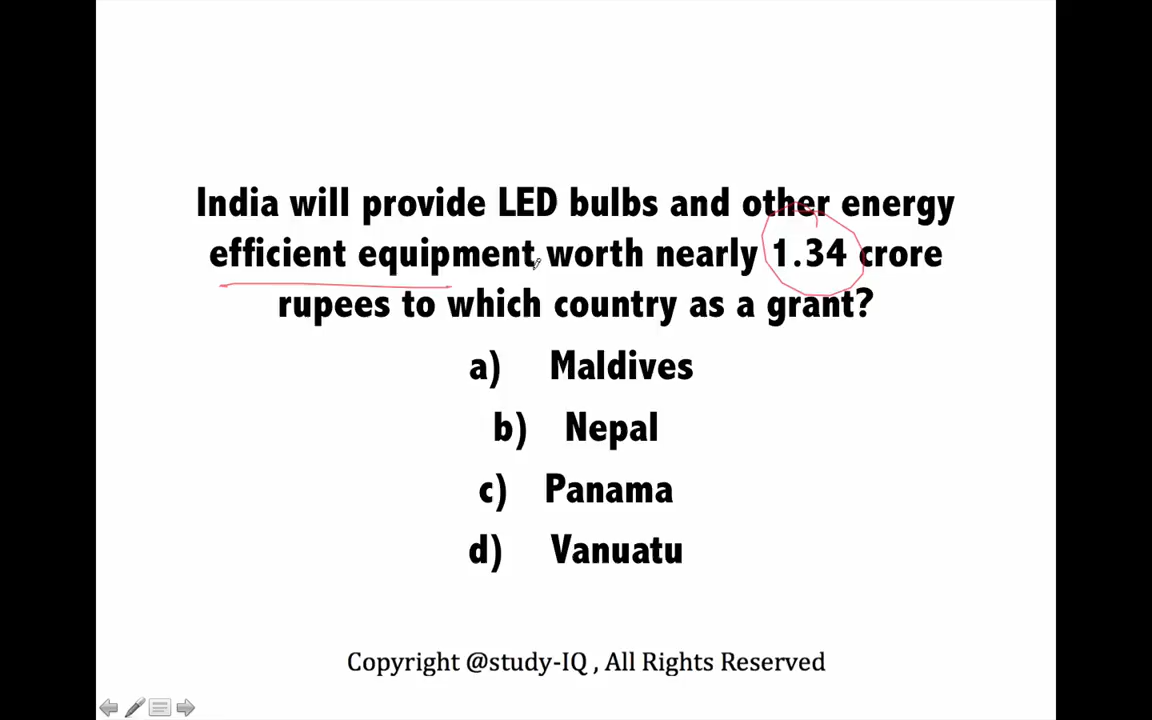 India will provide LED bulbs and other energy
efficient equipment worth nearly 1.34 crore
rupees to which country as a grant?
a) Maldives
b) Nepal
c) Panama
d) Vanuatu
Copyright @study-IQ , All Rights Reserved